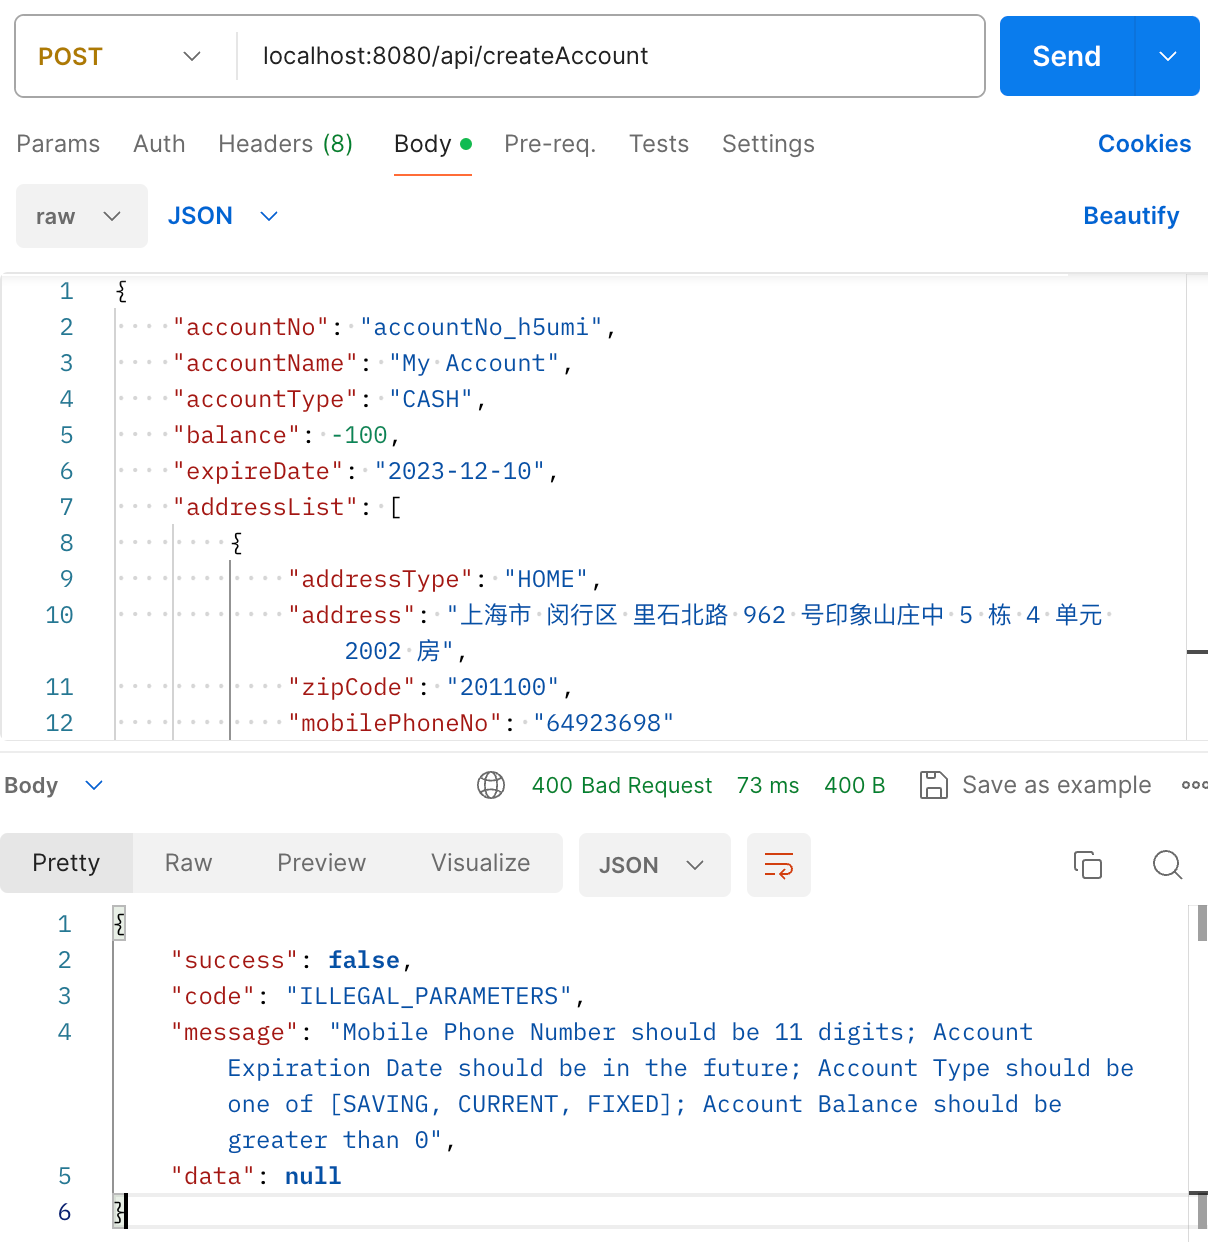 POST localhost:8080/api/createAccount Send
Params Auth Headers (8) Body Pre-req. Tests Settings Cookies
raw JSON Beautify
1 {
2 "accountNo": "accountNo_h5umi",
3 "accountName": "My Account",
4 "accountType": "CASH",
5 "balance": -100,
6 "expireDate": "2023-12-10",
7 "addressList": [
8 {
9 "addressType": "HOME",
10 "address": "上海市 闵行区 里石北路 962 号印象山庄中 5 栋 4 单元
2002 房",
11 "zipCode": "201100",
12 "mobilePhoneNo": "64923698"
Body 400 Bad Request 73 ms 400 B Save as example
Pretty Raw Preview Visualize JSON
1 {
2 "success": false,
3 "code": "ILLEGAL_PARAMETERS",
4 "message": "Mobile Phone Number should be 11 digits; Account
Expiration Date should be in the future; Account Type should be
one of [SAVING, CURRENT, FIXED]; Account Balance should be
greater than 0",
5 "data": null
6 }